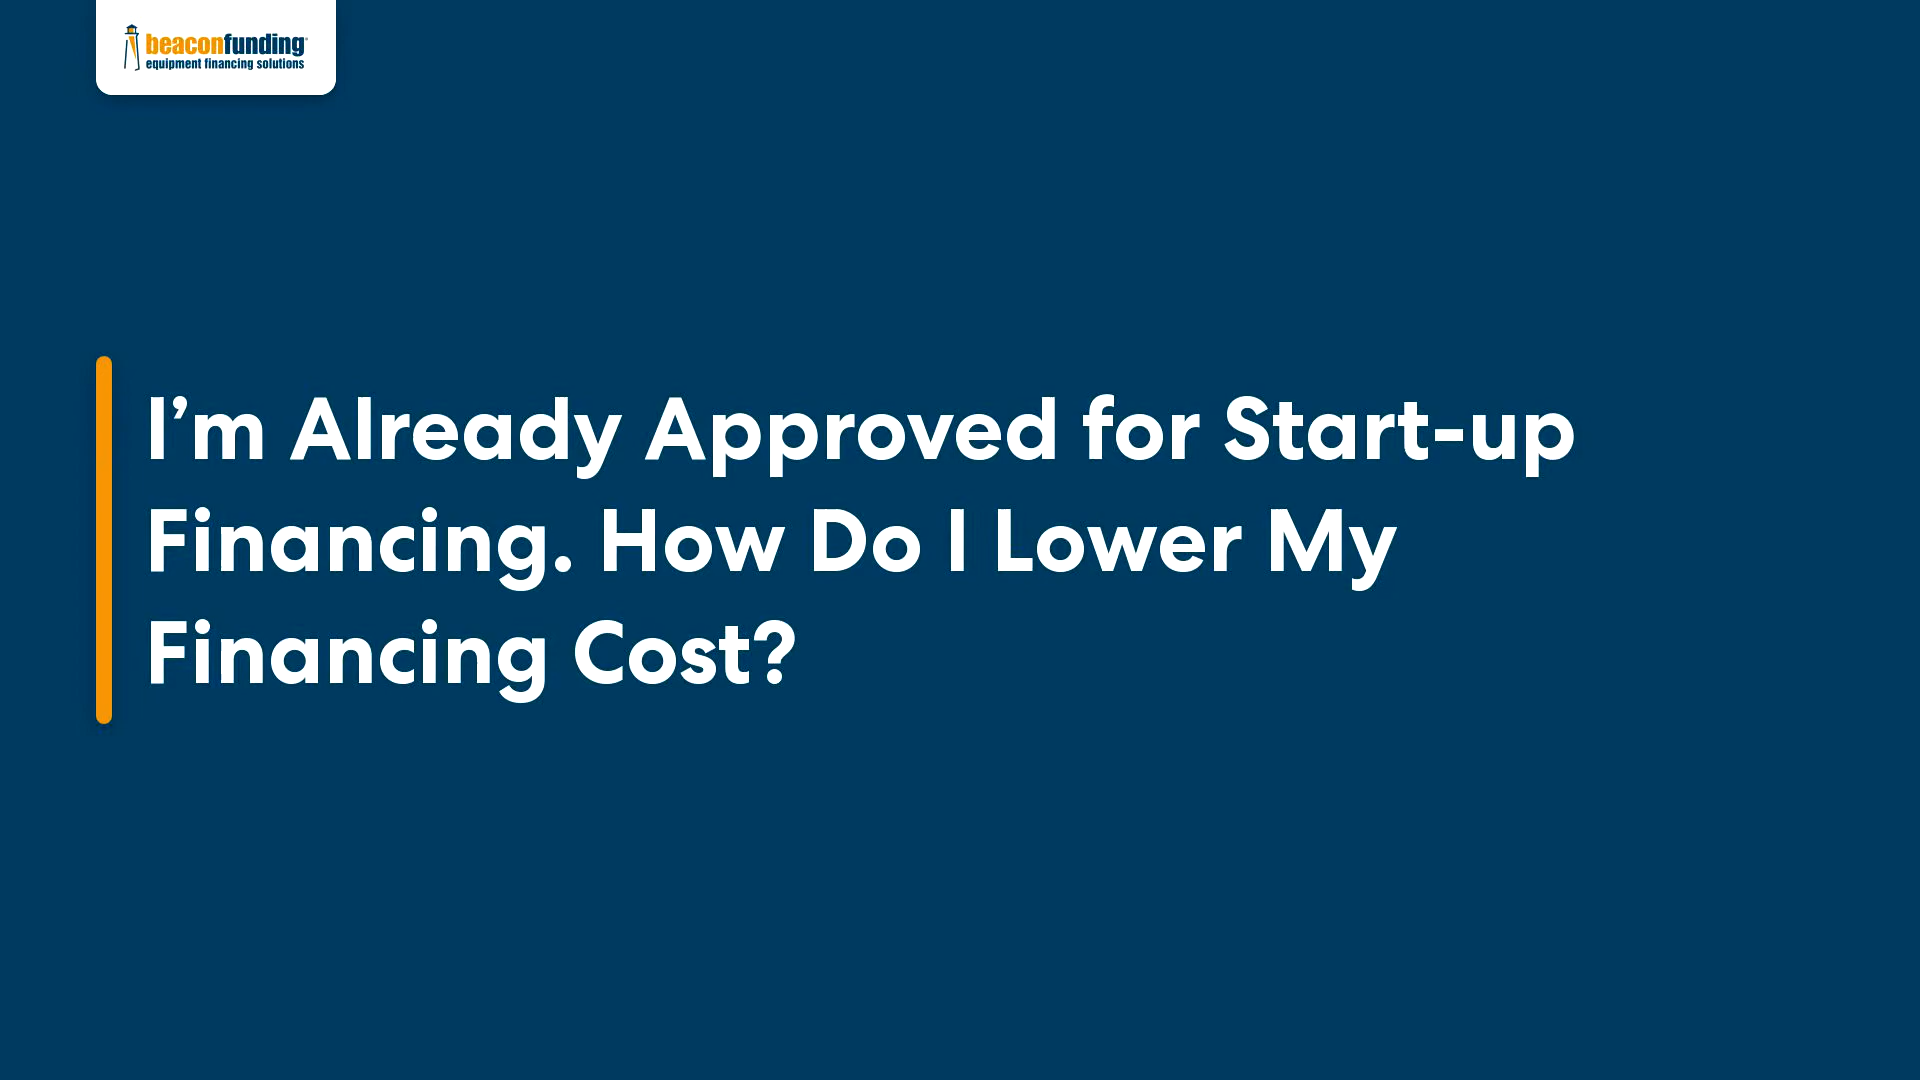 beaconfunding
equipment financing solutions
I’m Already Approved for Start-up
Financing. How Do I Lower My
Financing Cost?